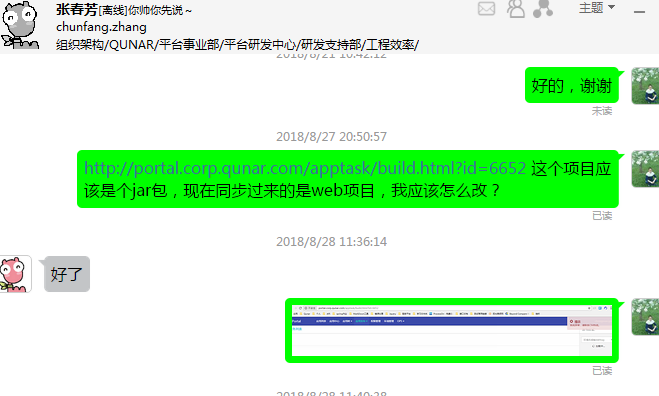 张春芳[离线]你帅你先说~
主题
chunfang.zhang
组织架构/QUNAR/平台事业部/平台研发中心/研发支持部/工程效率/
2018/8/21 10:42:12
好的，谢谢
未读
2018/8/27 20:50:57
http://portal.corp.qunar.com/apptask/build.html?id=6652 这个项目应
该是个jar包，现在同步过来的是web项目，我应该怎么改？
已读
2018/8/28 11:36:14
好了
已读